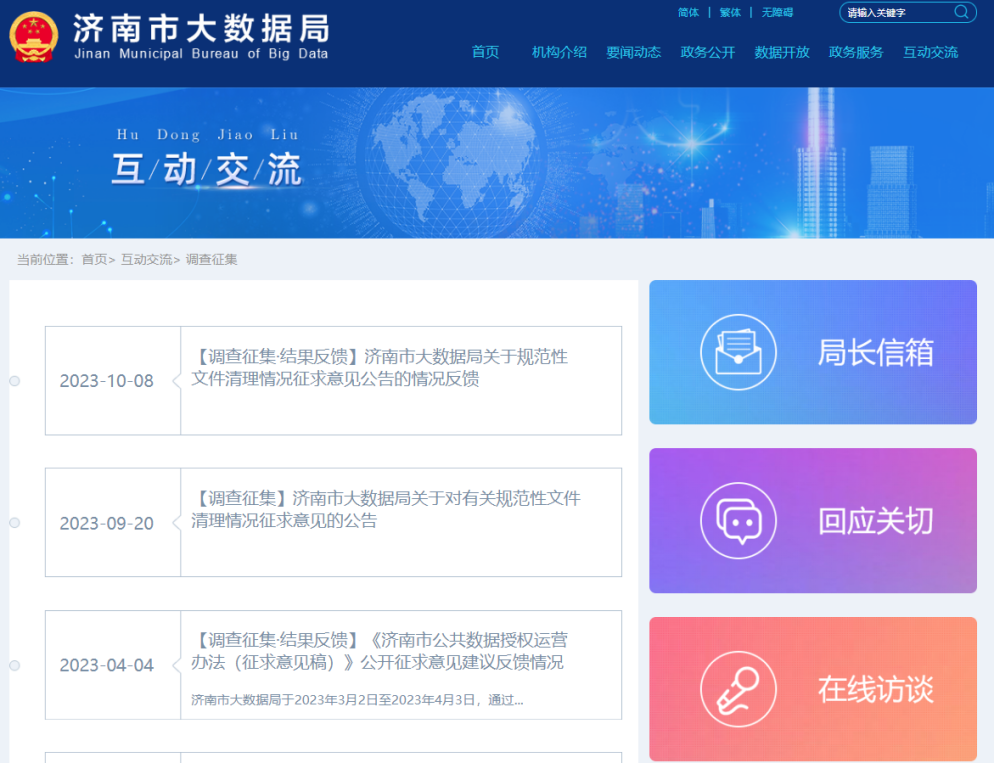 济南市大数据局
Jinan Municipal Bureau of Big Data
简体 | 繁体 | 无障碍
请输入关键字
首页 机构介绍 要闻动态 政务公开 数据开放 政务服务 互动交流
Hu Dong Jiao Liu
互/动/交/流
当前位置：首页> 互动交流> 调查征集
2023-10-08
【调查征集·结果反馈】济南市大数据局关于规范性
文件清理情况征求意见公告的情况反馈
2023-09-20
【调查征集】济南市大数据局关于对有关规范性文件
清理情况征求意见的公告
2023-04-04
【调查征集·结果反馈】《济南市公共数据授权运营
办法（征求意见稿）》公开征求意见建议反馈情况
济南市大数据局于2023年3月2日至2023年4月3日，通过...
局长信箱
回应关切
在线访谈